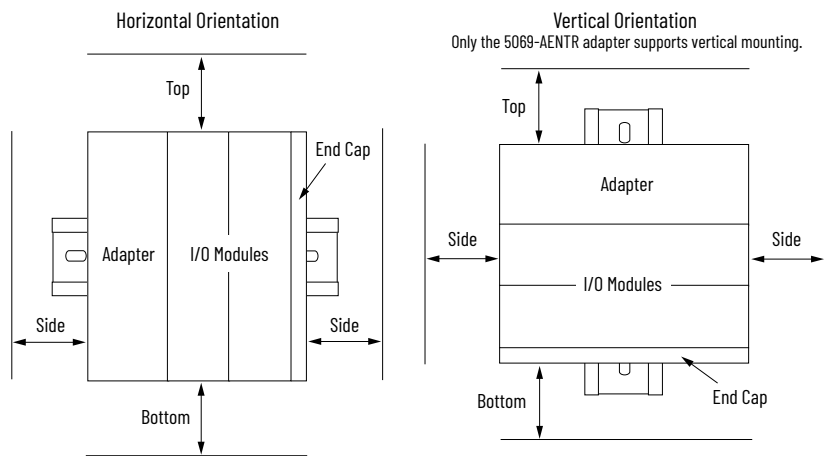 Horizontal Orientation
Top
End Cap
Adapter
I/O Modules
Side
Side
Bottom
Vertical Orientation
Only the 5069-AENTR adapter supports vertical mounting.
Top
Adapter
Side
Side
I/O Modules
Bottom
End Cap